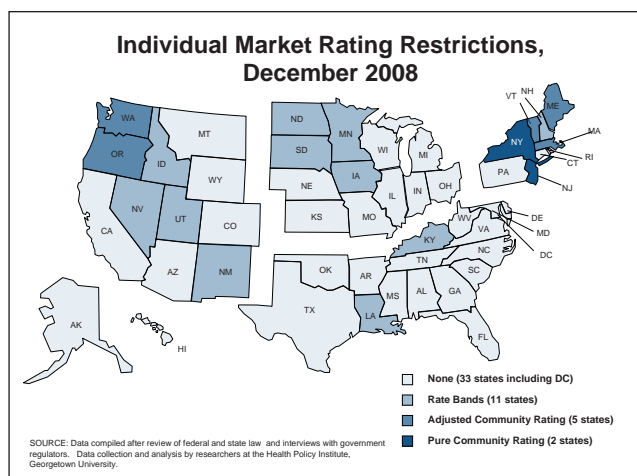 Individual Market Rating Restrictions,
December 2008
WA
OR
CA
NV
ID
MT
WY
UT
CO
AZ
NM
AK
HI
ND
SD
NE
KS
MN
IA
MO
WI
IL
IN
MI
OH
OK
TX
AR
LA
KY
TN
MS
AL
GA
FL
SC
NC
VA
WV
PA
NY
VT
NH
ME
MA
RI
CT
NJ
DE
MD
DC
None (33 states including DC)
Rate Bands (11 states)
Adjusted Community Rating (5 states)
Pure Community Rating (2 states)
SOURCE: Data compiled after review of federal and state law and interviews with government
regulators. Data collection and analysis by researchers at the Health Policy Institute,
Georgetown University.